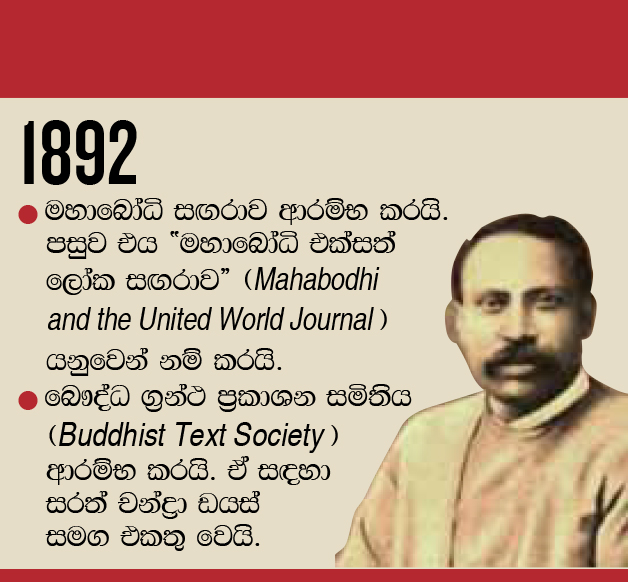 1892
මහාබෝධි සඟරාව ආරම්භ කරයි.
පසුව එය “මහාබෝධි එක්සත්
ලෝක සඟරාව” (Mahabodhi
and the United World Journal)
යනුවෙන් නම් කරයි.
බෞද්ධ ග්‍රන්ථ ප්‍රකාශන සමිතිය
(Buddhist Text Society)
ආරම්භ කරයි. ඒ සඳහා
සරත් චන්ද්‍රා ඩයස්
සමග එකතු වෙයි.